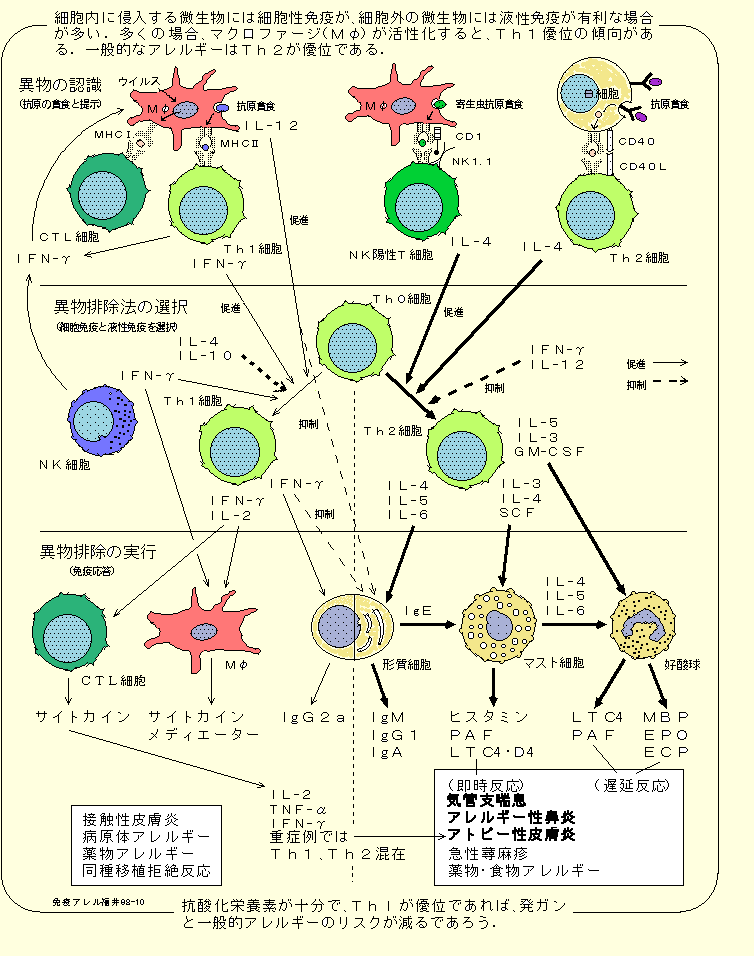 細胞内に侵入する微生物には細胞性免疫が、細胞外の微生物には液性免疫が有利な場合
が多い．多くの場合、マクロファージ(Mφ)が活性化すると、Th1優位の傾向があ
る．一般的なアレルギーはTh2が優位である．
異物の認識
(抗原の貪食と提示)
ウイルス
Mφ
抗原貪食
MHCⅠ
MHCⅡ
IL-12
Mφ
寄生虫抗原貪食
CD1
NK1.1
B細胞
抗原貪食
CD40
CD40L
促進
CTL細胞
IFN-γ
Th1細胞
IFN-γ
NK陽性T細胞
IL-4
IL-4
Th2細胞
異物排除法の選択
(細胞免疫と液性免疫を選択)
促進
Th0細胞
促進
IL-4
IL-10
IFN-γ
IL-12
促進
抑制
抑制
IFN-γ
Th1細胞
抑制
Th2細胞
IL-5
IL-3
GM-CSF
NK細胞
IFN-γ
IL-2
IFN-γ
抑制
IL-4
IL-5
IL-6
IL-3
IL-4
SCF
異物排除の実行
(免疫応答)
IgE
IL-4
IL-5
IL-6
CTL細胞
Mφ
形質細胞
マスト細胞
好酸球
サイトカイン
サイトカイン
メディエーター
IgG2a
IgM
IgG1
IgA
ヒスタミン
PAF
LTC4・D4
LTC4
PAF
MBP
EPO
ECP
IL-2
TNF-α
IFN-γ
重症例では
Th1、Th2混在
(即時反応)
(遅延反応)
気管支喘息
アレルギー性鼻炎
アトピー性皮膚炎
急性蕁麻疹
薬物・食物アレルギー
接触性皮膚炎
病原体アレルギー
薬物アレルギー
同種移植拒絶反応
免疫アレル福井98-10
抗酸化栄養素が十分で、Th1が優位であれば、発ガン
と一般的アレルギーのリスクが減るであろう．